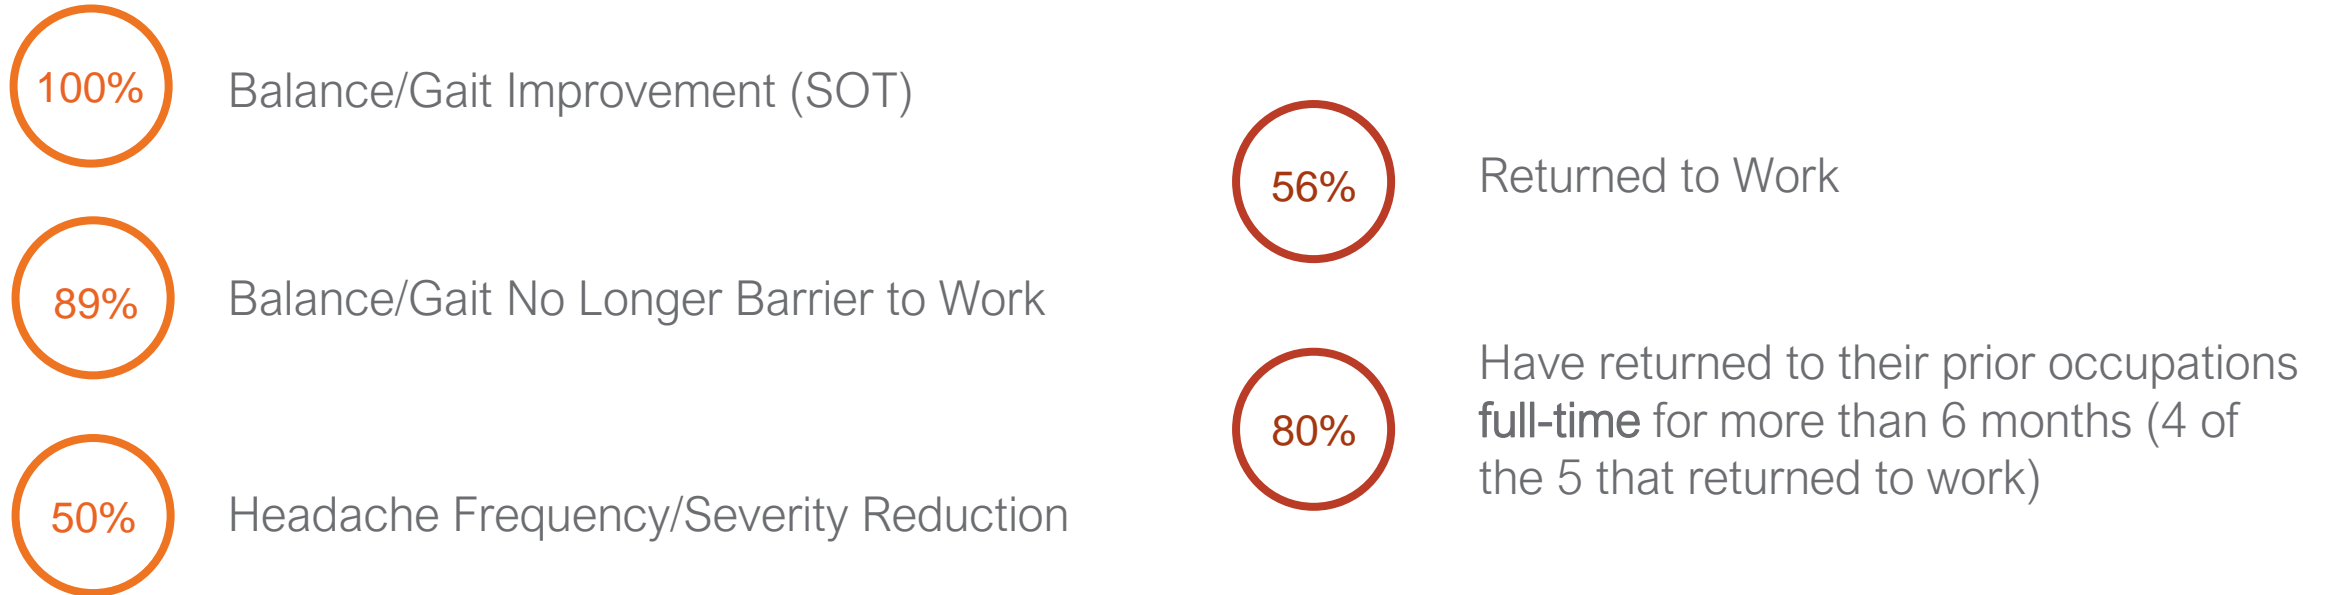 100%
Balance/Gait Improvement (SOT)
89%
Balance/Gait No Longer Barrier to Work
50%
Headache Frequency/Severity Reduction
56%
Returned to Work
80%
Have returned to their prior occupations
full-time for more than 6 months (4 of
the 5 that returned to work)